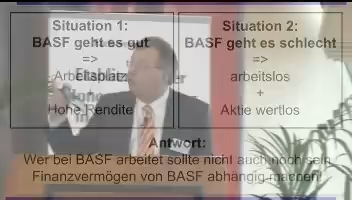 Situation 1:
BASF geht es gut
=>
Arbeitsplatz
+
Hohe Rendite
Situation 2:
BASF geht es schlecht
=>
arbeitslos
+
Aktie wertlos
Antwort:
Wer bei BASF arbeitet sollte nicht auch noch sein
Finanzvermögen von BASF abhängig machen!